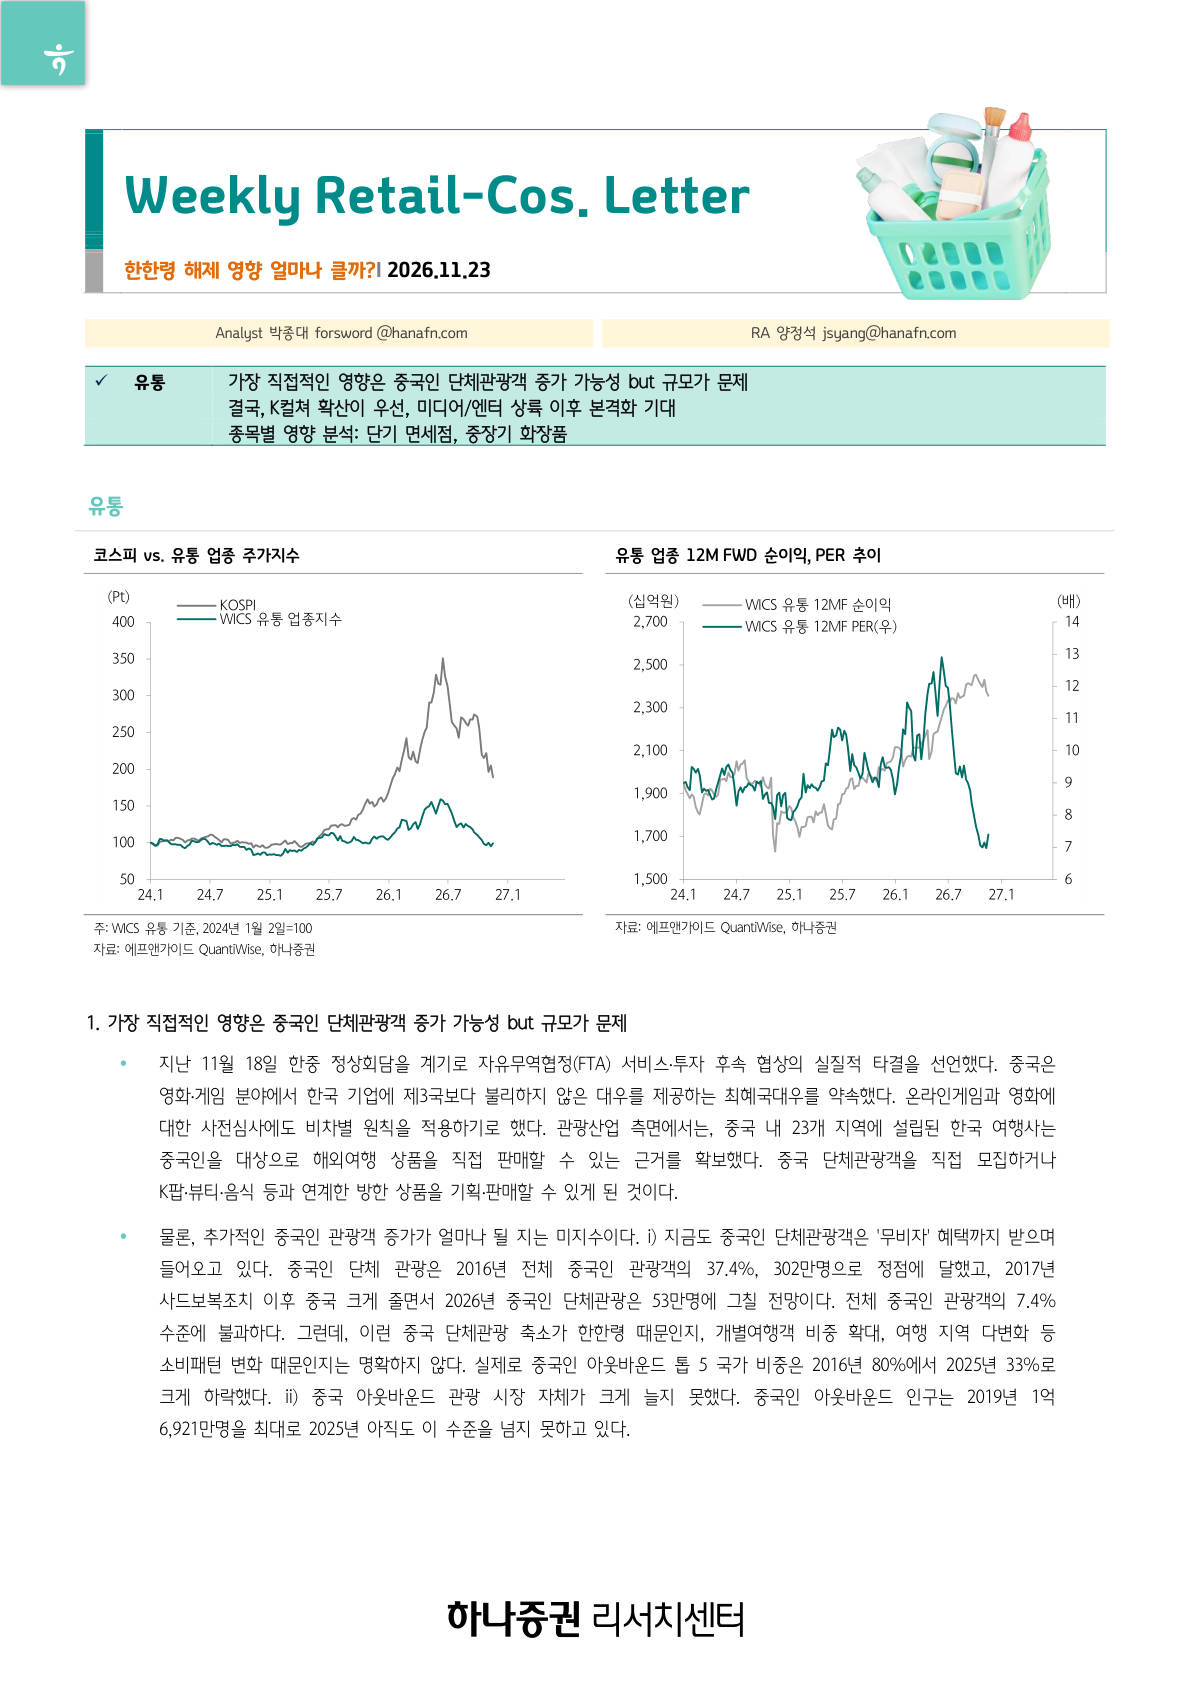 Weekly Retail-Cos. Letter
한한령 해제 영향 얼마나 클까?| 2026.11.23
Analyst 박종대 forsword @hanafn.com
RA 양정석 jsyang@hanafn.com
✓ 유통
가장 직접적인 영향은 중국인 단체관광객 증가 가능성 but 규모가 문제
결국, K컬쳐 확산이 우선, 미디어/엔터 상륙 이후 본격화 기대
종목별 영향 분석: 단기 면세점, 중장기 화장품
유통
코스피 vs. 유통 업종 주가지수
(Pt)
KOSPI
WICS 유통 업종지수
400
350
300
250
200
150
100
50
24.1 24.7 25.1 25.7 26.1 26.7 27.1
주: WICS 유통 기준, 2024년 1월 2일=100
자료: 에프앤가이드 QuantiWise, 하나증권
유통 업종 12M FWD 순이익, PER 추이
(십억원)
(배)
WICS 유통 12MF 순이익
WICS 유통 12MF PER(우)
2,700
2,500
2,300
2,100
1,900
1,700
1,500
14
13
12
11
10
9
8
7
6
24.1 24.7 25.1 25.7 26.1 26.7 27.1
자료: 에프앤가이드 QuantiWise, 하나증권
1. 가장 직접적인 영향은 중국인 단체관광객 증가 가능성 but 규모가 문제
• 지난 11월 18일 한중 정상회담을 계기로 자유무역협정(FTA) 서비스·투자 후속 협상의 실질적 타결을 선언했다. 중국은
영화·게임 분야에서 한국 기업에 제3국보다 불리하지 않은 대우를 제공하는 최혜국대우를 약속했다. 온라인게임과 영화에
대한 사전심사에도 비차별 원칙을 적용하기로 했다. 관광산업 측면에서는, 중국 내 23개 지역에 설립된 한국 여행사는
중국인을 대상으로 해외여행 상품을 직접 판매할 수 있는 근거를 확보했다. 중국 단체관광객을 직접 모집하거나
K팝·뷰티·음식 등과 연계한 방한 상품을 기획·판매할 수 있게 된 것이다.
• 물론, 추가적인 중국인 관광객 증가가 얼마나 될 지는 미지수이다. i) 지금도 중국인 단체관광객은 '무비자' 혜택까지 받으며
들어오고 있다. 중국인 단체 관광은 2016년 전체 중국인 관광객의 37.4%, 302만명으로 정점에 달했고, 2017년
사드보복조치 이후 중국 크게 줄면서 2026년 중국인 단체관광은 53만명에 그칠 전망이다. 전체 중국인 관광객의 7.4%
수준에 불과하다. 그런데, 이런 중국 단체관광 축소가 한한령 때문인지, 개별여행객 비중 확대, 여행 지역 다변화 등
소비패턴 변화 때문인지는 명확하지 않다. 실제로 중국인 아웃바운드 톱 5 국가 비중은 2016년 80%에서 2025년 33%로
크게 하락했다. ii) 중국 아웃바운드 관광 시장 자체가 크게 늘지 못했다. 중국인 아웃바운드 인구는 2019년 1억
6,921만명을 최대로 2025년 아직도 이 수준을 넘지 못하고 있다.
하나증권 리서치센터